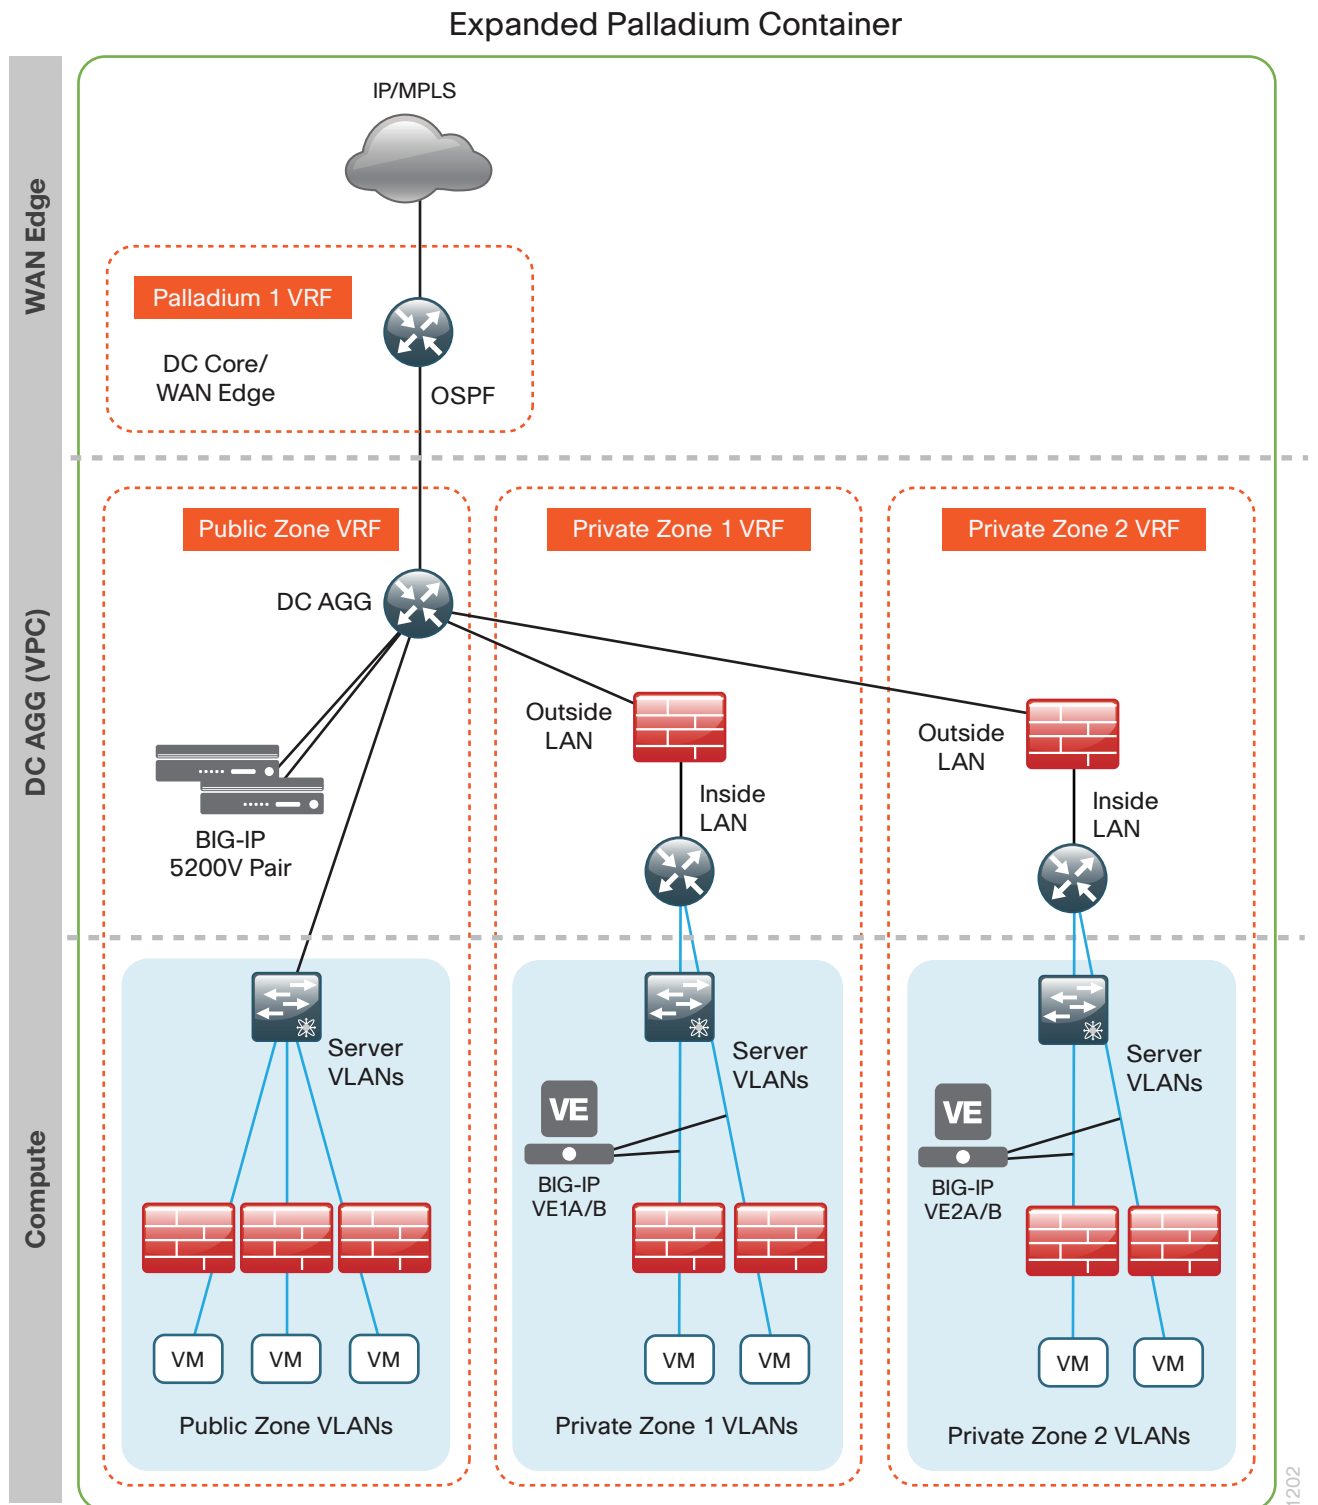 Expanded Palladium Container
WAN Edge
IP/MPLS
Palladium 1 VRF
DC Core/
WAN Edge
OSPF
DC AGG (VPC)
Public Zone VRF
Private Zone 1 VRF
Private Zone 2 VRF
DC AGG
Outside
LAN
Outside
LAN
Inside
LAN
Inside
LAN
BIG-IP
5200V Pair
Compute
Server
VLANs
Server
VLANs
Server
VLANs
VE
BIG-IP
VE1A/B
VE
BIG-IP
VE2A/B
VM
VM
VM
VM
VM
VM
VM
Public Zone VLANs
Private Zone 1 VLANs
Private Zone 2 VLANs
1202